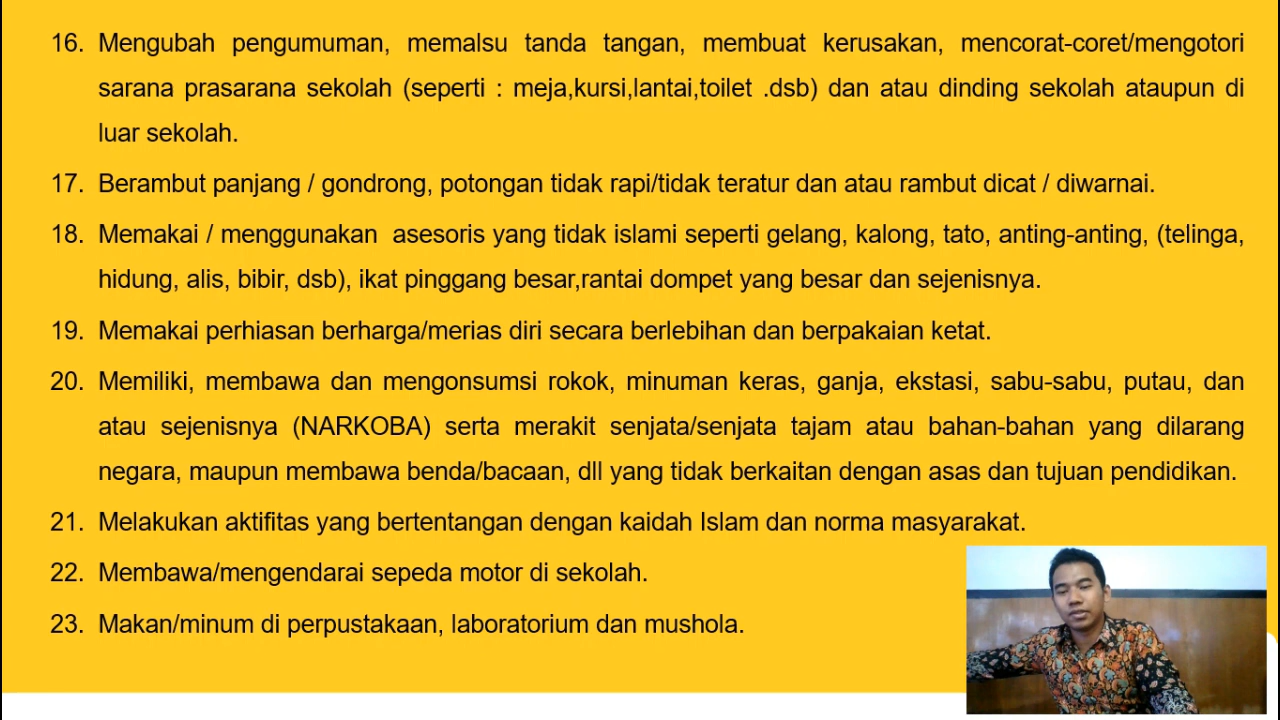 16. Mengubah pengumuman, memalsu tanda tangan, membuat kerusakan, mencorat-coret/mengotori
sarana prasarana sekolah (seperti : meja,kursi,lantai,toilet .dsb) dan atau dinding sekolah ataupun di
luar sekolah.
17. Berambut panjang / gondrong, potongan tidak rapi/tidak teratur dan atau rambut dicat / diwarnai.
18. Memakai / menggunakan  asesoris yang tidak islami seperti gelang, kalong, tato, anting-anting, (telinga,
hidung, alis, bibir, dsb), ikat pinggang besar,rantai dompet yang besar dan sejenisnya.
19. Memakai perhiasan berharga/merias diri secara berlebihan dan berpakaian ketat.
20. Memiliki, membawa dan mengonsumsi rokok, minuman keras, ganja, ekstasi, sabu-sabu, putau, dan
atau sejenisnya (NARKOBA) serta merakit senjata/senjata tajam atau bahan-bahan yang dilarang
negara, maupun membawa benda/bacaan, dll yang tidak berkaitan dengan asas dan tujuan pendidikan.
21. Melakukan aktifitas yang bertentangan dengan kaidah Islam dan norma masyarakat.
22. Membawa/mengendarai sepeda motor di sekolah.
23. Makan/minum di perpustakaan, laboratorium dan mushola.